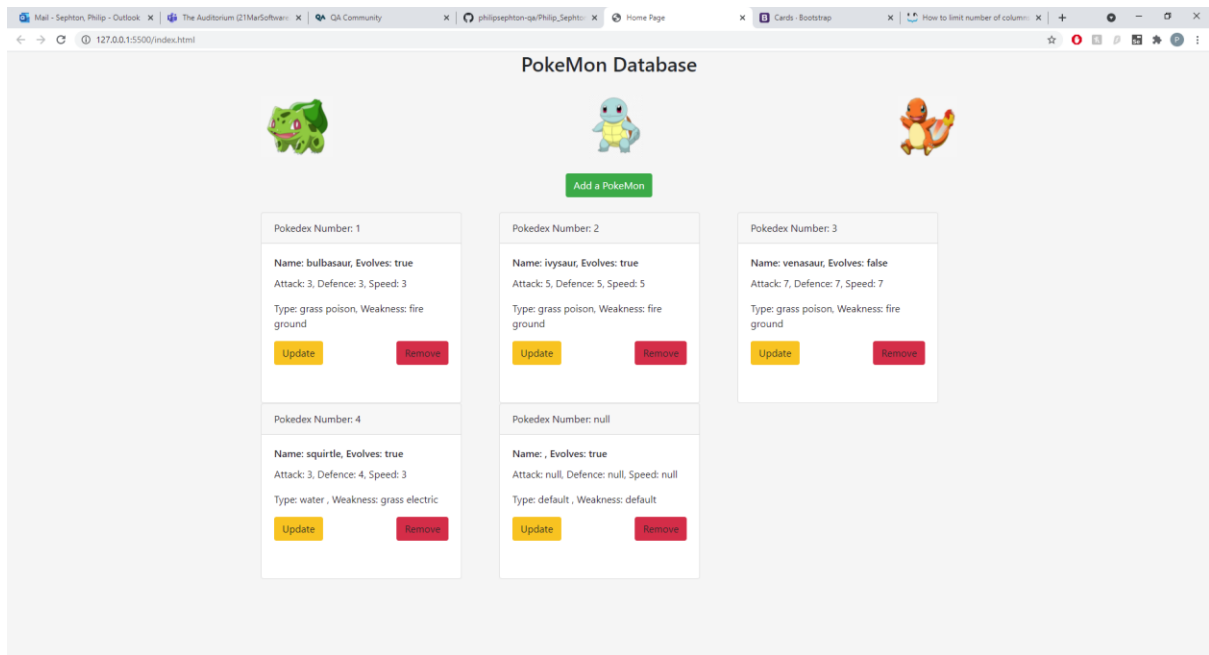 Mail - Sephton, Philip - Outlook
The Auditorium (21MarSoftware
QA QA Community
philipsephton-qa/Philip_Sephto
Home Page
B Cards · Bootstrap
How to limit number of column
127.0.0.1:5500/index.html
PokeMon Database
Add a PokeMon
Pokedex Number: 1
Name: bulbasaur, Evolves: true
Attack: 3, Defence: 3, Speed: 3
Type: grass poison, Weakness: fire
ground
Update
Remove
Pokedex Number: 2
Name: ivysaur, Evolves: true
Attack: 5, Defence: 5, Speed: 5
Type: grass poison, Weakness: fire
ground
Update
Remove
Pokedex Number: 3
Name: venasaur, Evolves: false
Attack: 7, Defence: 7, Speed: 7
Type: grass poison, Weakness: fire
ground
Update
Remove
Pokedex Number: 4
Name: squirtle, Evolves: true
Attack: 3, Defence: 4, Speed: 3
Type: water , Weakness: grass electric
Update
Remove
Pokedex Number: null
Name: , Evolves: true
Attack: null, Defence: null, Speed: null
Type: default , Weakness: default
Update
Remove